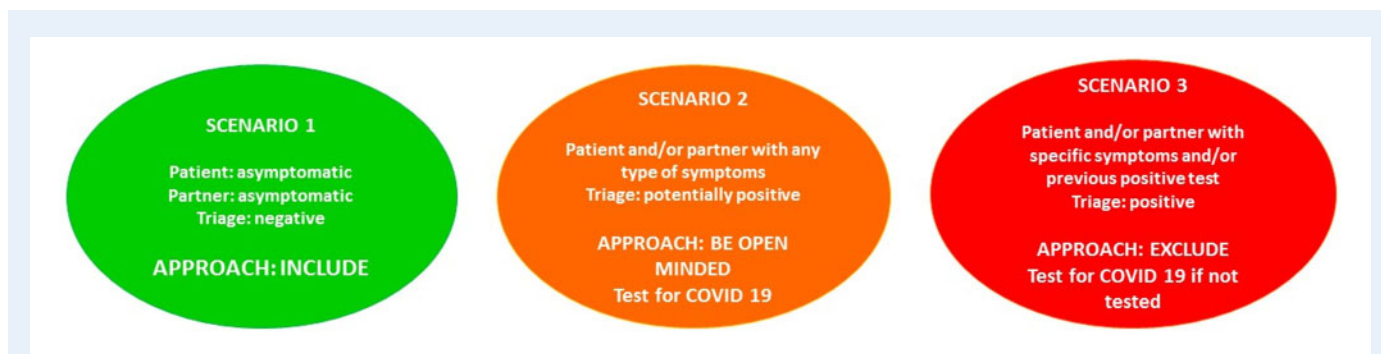 SCENARIO 1
Patient: asymptomatic
Partner: asymptomatic
Triage: negative
APPROACH: INCLUDE
SCENARIO 2
Patient and/or partner with any
type of symptoms
Triage: potentially positive
APPROACH: BE OPEN
MINDED
Test for COVID 19
SCENARIO 3
Patient and/or partner with
specific symptoms and/or
previous positive test
Triage: positive
APPROACH: EXCLUDE
Test for COVID 19 if not
tested